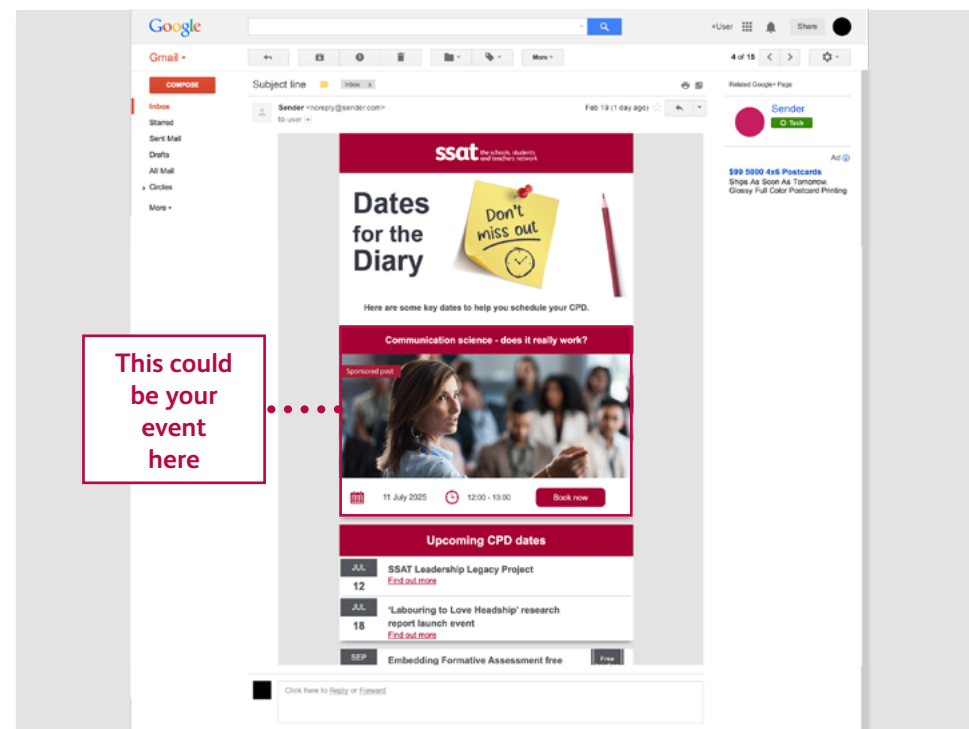 Google
+User
Share
Gmail
More
4 of 15
COMPOSE
Subject line
Inbox x
Related Google+ Page
Inbox
Starred
Sent Mail
Drafts
All Mail
Circles
More
Sender <noreply@sender.com>
to user
Feb 19 (1 day ago)
Sender
Tech
Ad
$99 5000 4x6 Postcards
Ships As Soon As Tomorrow.
Glossy Full Color Postcard Printing
ssat the schools, students
and teachers network
Dates
for the
Diary
Don't
miss out
Here are some key dates to help you schedule your CPD.
This could
be your
event
here
Communication science - does it really work?
Sponsored post
11 July 2025
12:00 - 13:00
Book now
Upcoming CPD dates
JUL
12
SSAT Leadership Legacy Project
Find out more
JUL
18
'Labouring to Love Headship' research
report launch event
Find out more
SEP
Embedding Formative Assessment free
Free
Click here to Reply or Forward